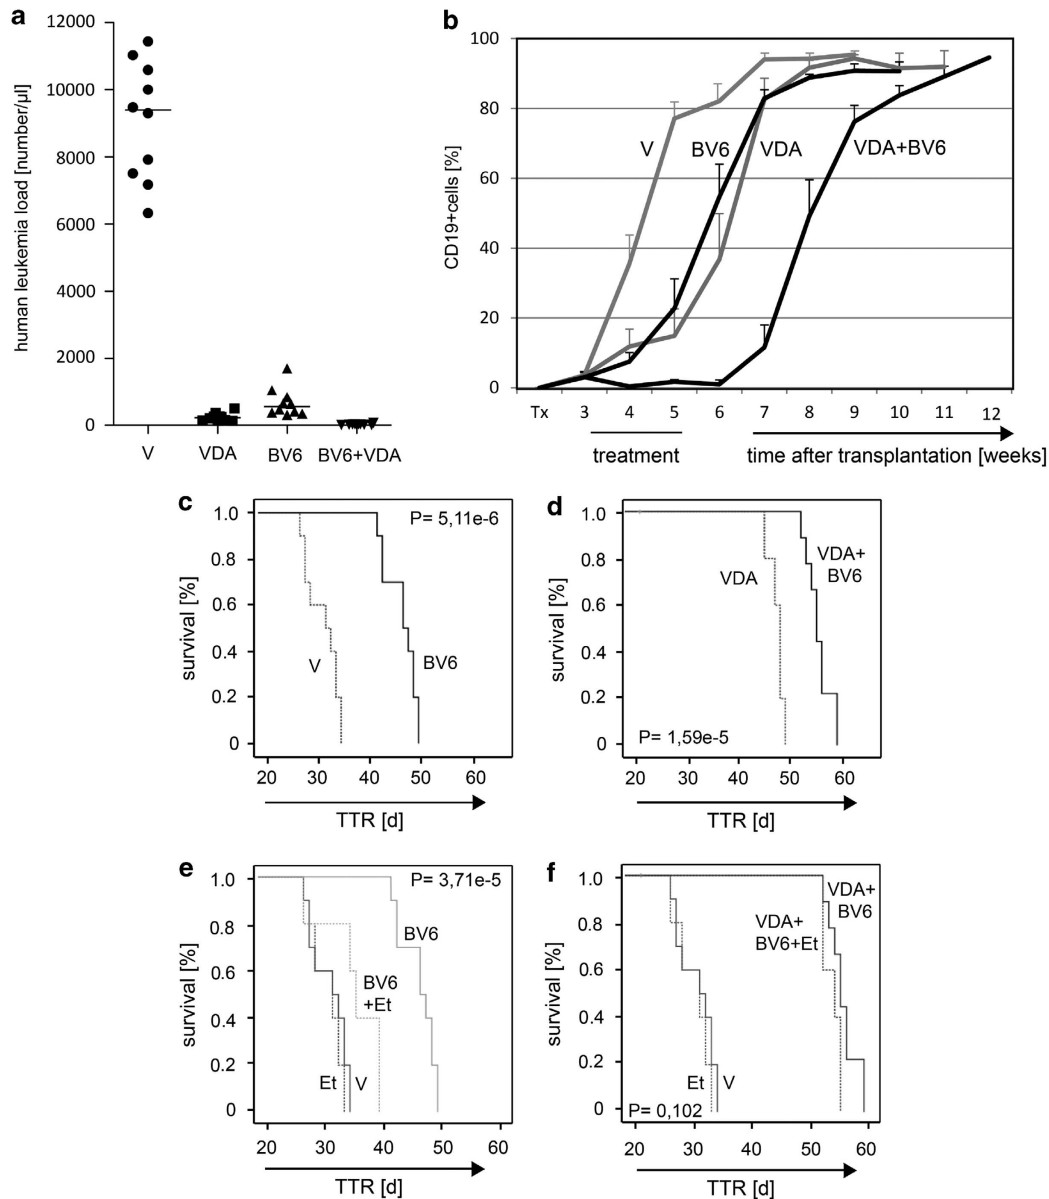 a
human leukemia load [number/µl]
12000
10000
8000
6000
4000
2000
0
V VDA BV6 BV6+VDA
b
CD19+cells [%]
100
80
60
40
20
0
V BV6 VDA VDA+BV6
Tx 3 4 5 6 7 8 9 10 11 12
treatment time after transplantation [weeks]
c
P= 5,11e-6
survival [%]
1.0
0.8
0.6
0.4
0.2
0
V BV6
20 30 40 50 60
TTR [d]
d
survival [%]
1.0
0.8
0.6
0.4
0.2
0
VDA
VDA+
BV6
P= 1,59e-5
20 30 40 50 60
TTR [d]
e
P= 3,71e-5
survival [%]
1.0
0.8
0.6
0.4
0.2
0
BV6
BV6
+Et
Et V
20 30 40 50 60
TTR [d]
f
survival [%]
1.0
0.8
0.6
0.4
0.2
0
VDA+
BV6
VDA+
BV6+Et
Et V
P= 0,102
20 30 40 50 60
TTR [d]